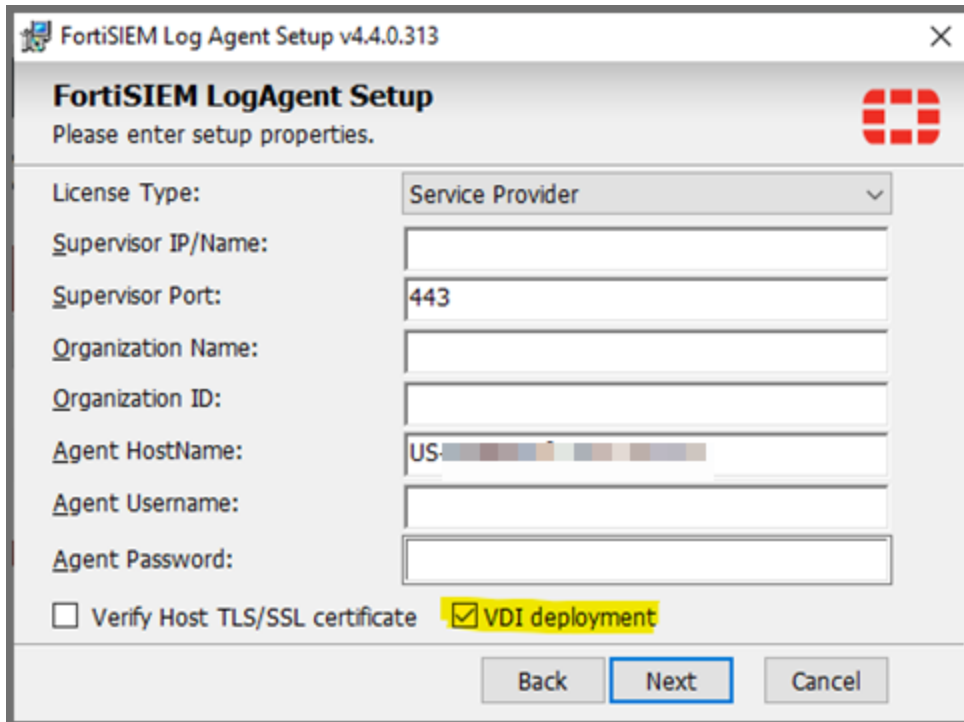 FortiSIEM Log Agent Setup v4.4.0.313
FortiSIEM LogAgent Setup
Please enter setup properties.
License Type: Service Provider
Supervisor IP/Name:
Supervisor Port: 443
Organization Name:
Organization ID:
Agent HostName: US-
Agent Username:
Agent Password:
Verify Host TLS/SSL certificate VDI deployment
Back Next Cancel